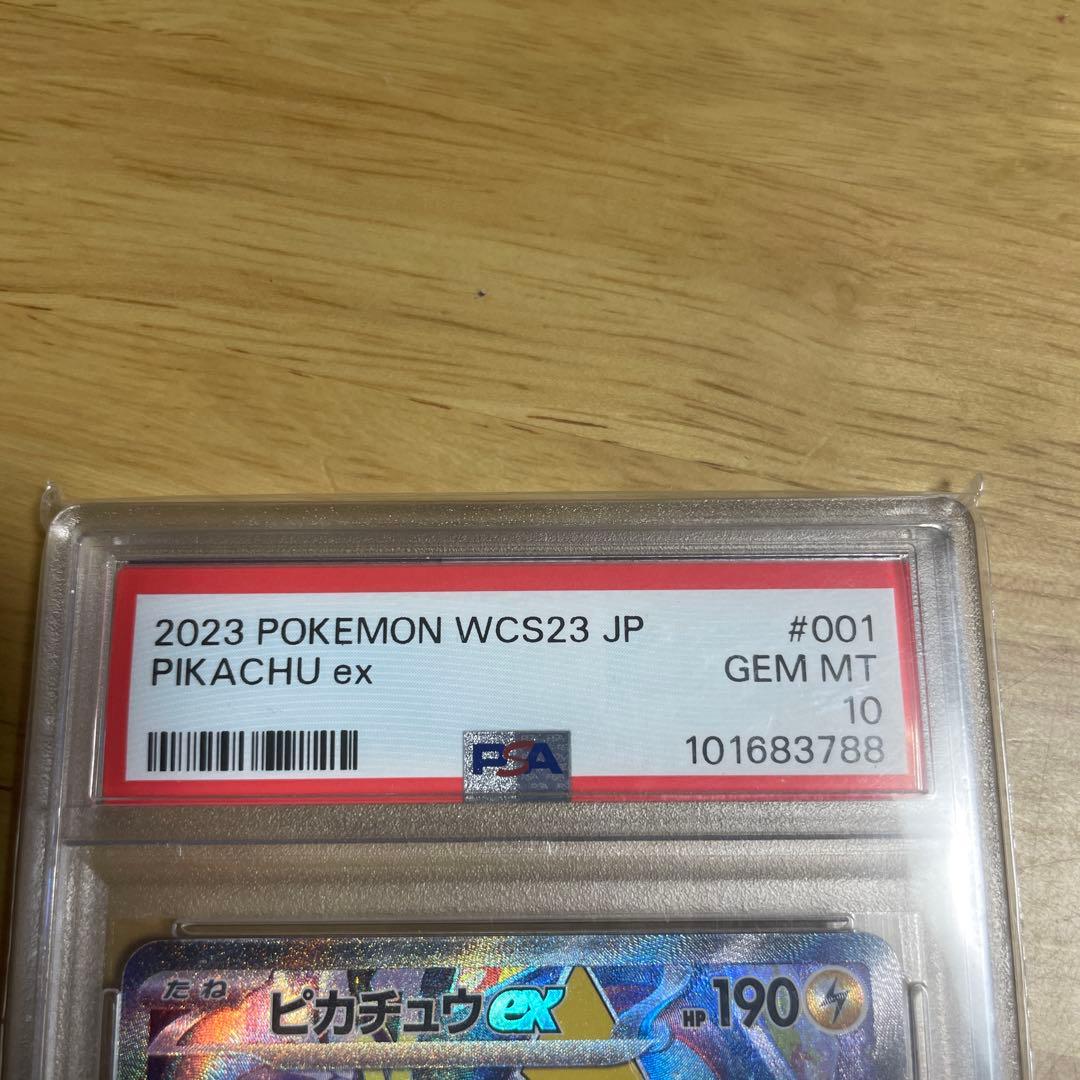 2023 POKEMON WCS23 JP #001
PIKACHU ex GEM MT
10
PSA 101683788
たね ピカチュウex HP 190